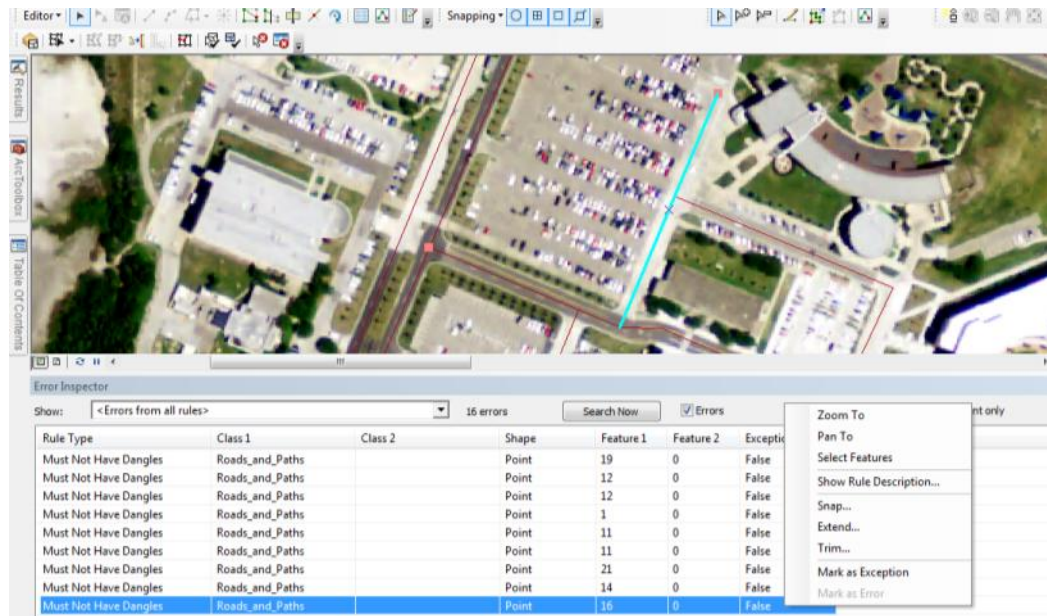 Editor
Snapping
Results
ArcToolbox
Table Of Contents
Error Inspector
Show: <Errors from all rules> 16 errors Search Now Errors nt only
Rule Type Class 1 Class 2 Shape Feature 1 Feature 2 Exceptio
Must Not Have Dangles Roads_and_Paths Point 19 0 False
Must Not Have Dangles Roads_and_Paths Point 12 0 False
Must Not Have Dangles Roads_and_Paths Point 12 0 False
Must Not Have Dangles Roads_and_Paths Point 1 0 False
Must Not Have Dangles Roads_and_Paths Point 11 0 False
Must Not Have Dangles Roads_and_Paths Point 11 0 False
Must Not Have Dangles Roads_and_Paths Point 21 0 False
Must Not Have Dangles Roads_and_Paths Point 14 0 False
Must Not Have Dangles Roads_and_Paths Point 16 0 False
Zoom To
Pan To
Select Features
Show Rule Description...
Snap...
Extend...
Trim...
Mark as Exception
Mark as Error